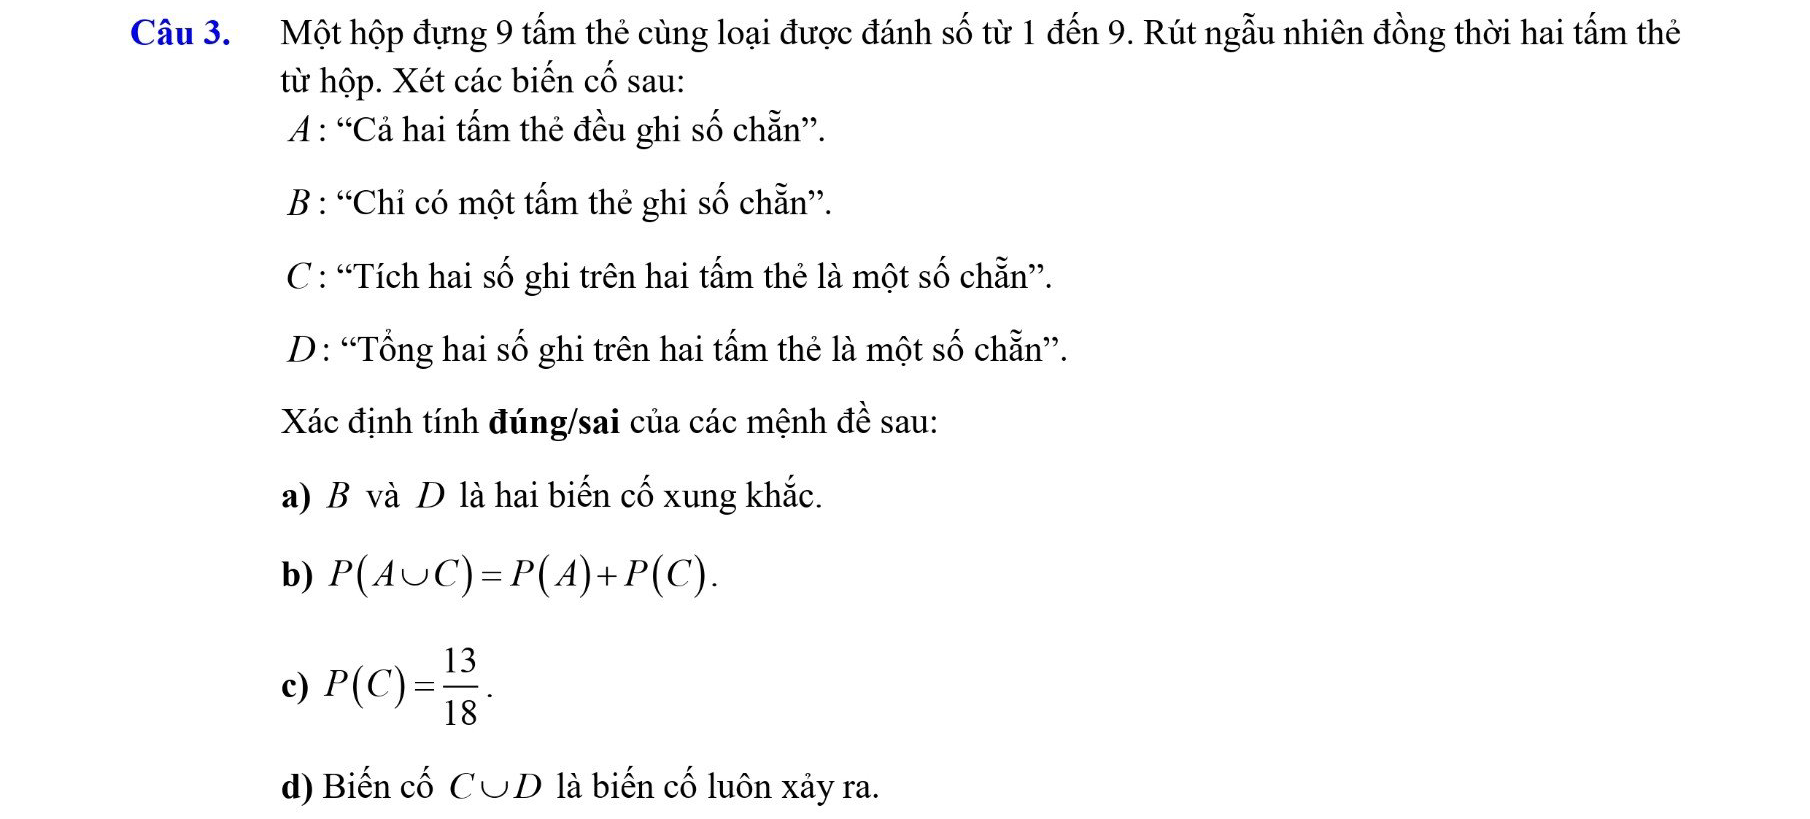 Câu 3. Một hộp đựng 9 tấm thẻ cùng loại được đánh số từ 1 đến 9. Rút ngẫu nhiên đồng thời hai tấm thẻ
từ hộp. Xét các biến cố sau:
A: “Cả hai tấm thẻ đều ghi số chẵn”.
B: “Chỉ có một tấm thẻ ghi số chẵn”.
C: “Tích hai số ghi trên hai tấm thẻ là một số chẵn”.
D: “Tổng hai số ghi trên hai tấm thẻ là một số chẵn”.
Xác định tính đúng/sai của các mệnh đề sau:
a) B và D là hai biến cố xung khắc.
b) P(A∪C)=P(A)+P(C).
c) P(C)=13/18.
d) Biến cố C∪D là biến cố luôn xảy ra.